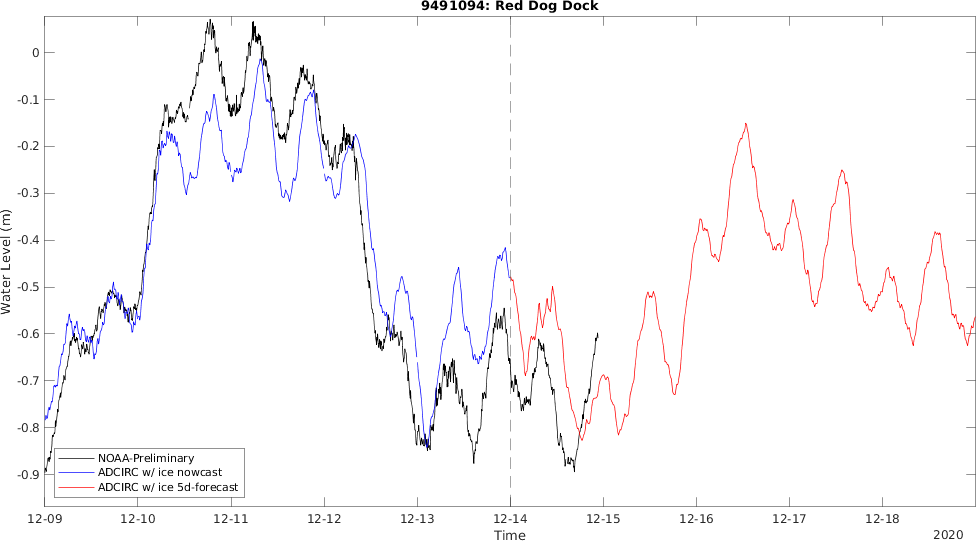 9491094: Red Dog Dock
0
-0.1
-0.2
-0.3
-0.4
-0.5
-0.6
-0.7
-0.8
-0.9
Water Level (m)
NOAA-Preliminary
ADCIRC w/ ice nowcast
ADCIRC w/ ice 5d-forecast
12-09 12-10 12-11 12-12 12-13 12-14 12-15 12-16 12-17 12-18
Time
2020